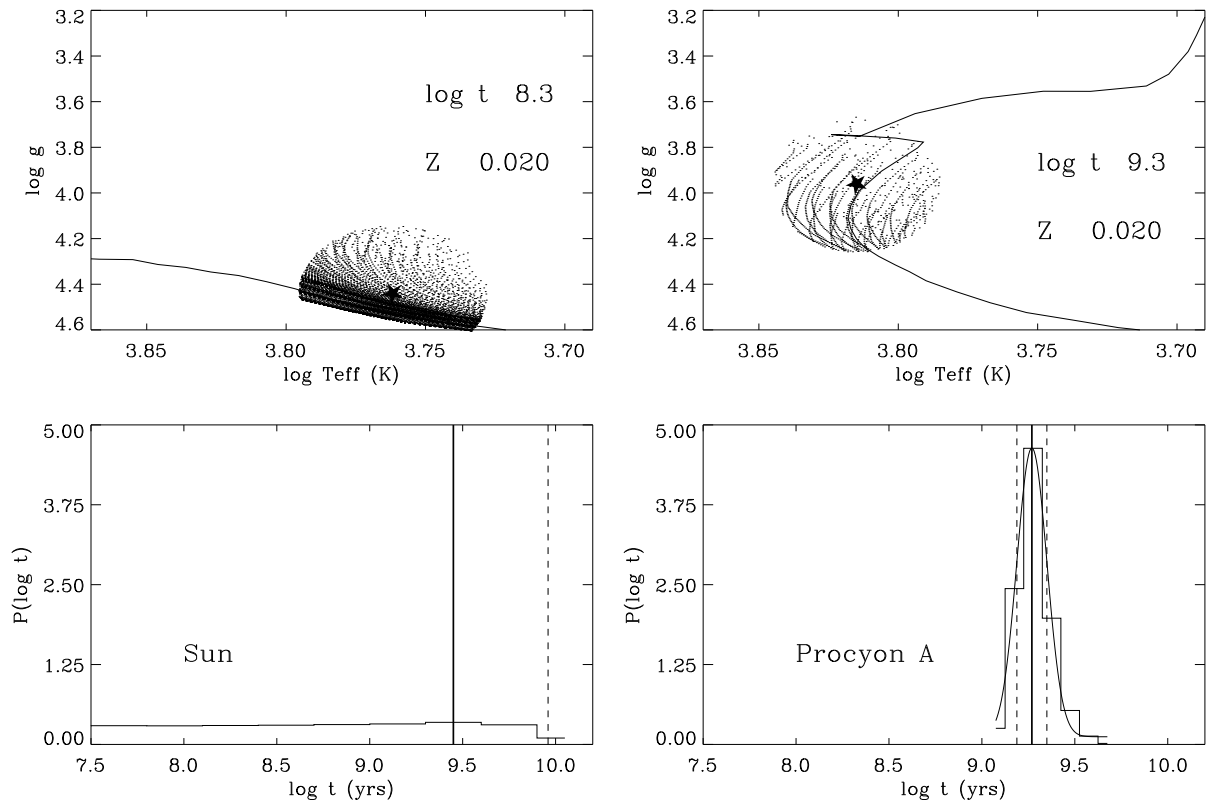 3.2
3.4
3.6
3.8
4.0
4.2
4.4
4.6
log g
log t 8.3
Z 0.020
3.85 3.80 3.75 3.70
log Teff (K)
3.2
3.4
3.6
3.8
4.0
4.2
4.4
4.6
log g
log t 9.3
Z 0.020
3.85 3.80 3.75 3.70
log Teff (K)
5.00
3.75
2.50
1.25
0.00
P(log t)
Sun
7.5 8.0 8.5 9.0 9.5 10.0
log t (yrs)
5.00
3.75
2.50
1.25
0.00
P(log t)
Procyon A
7.5 8.0 8.5 9.0 9.5 10.0
log t (yrs)